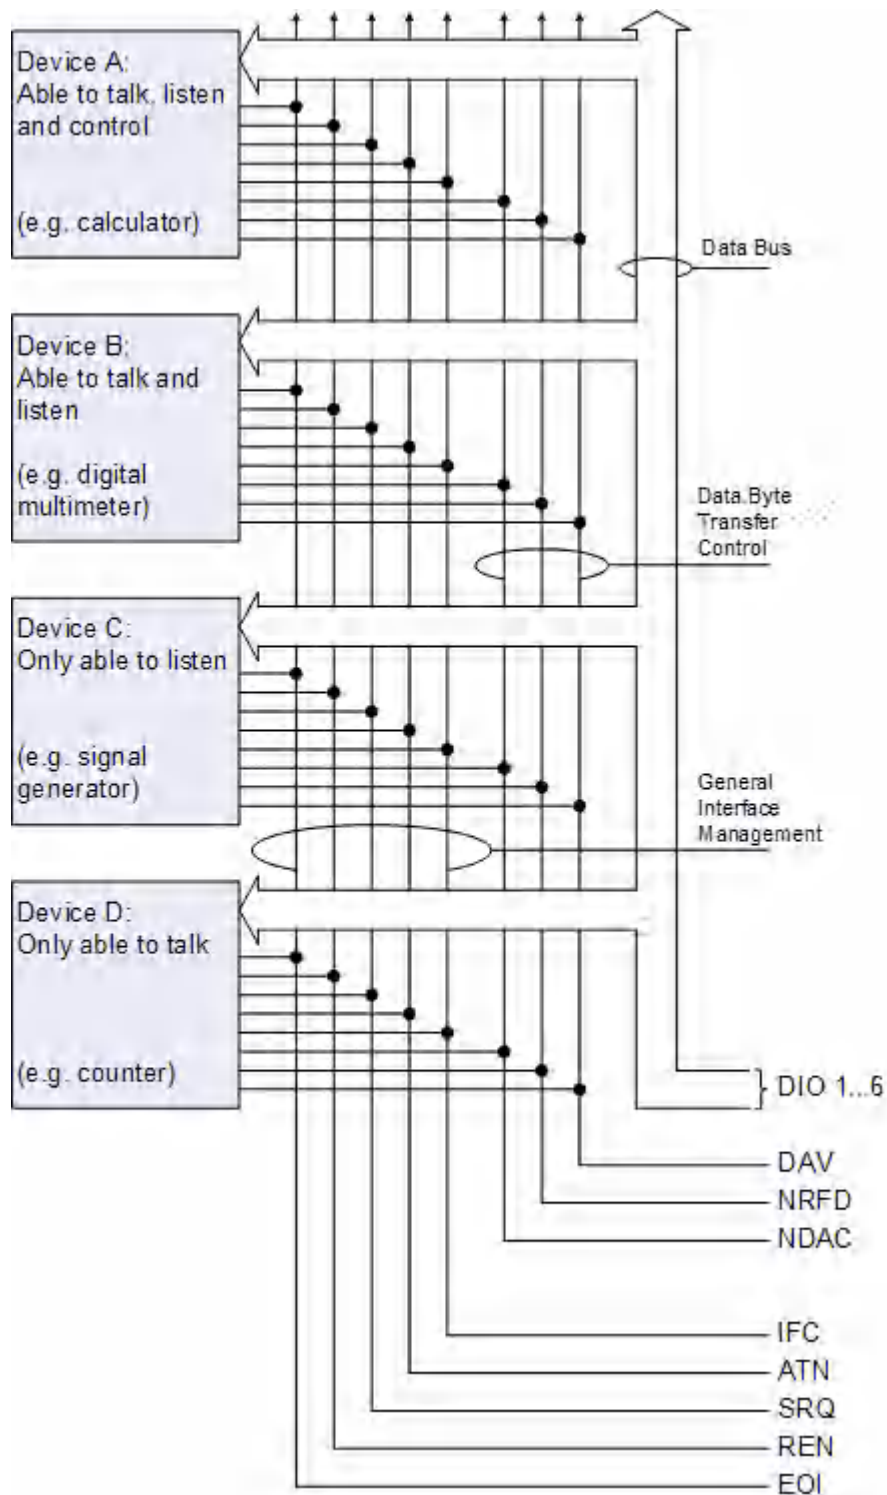 Device A:
Able to talk, listen
and control
(e.g. calculator)
Data Bus
Device B:
Able to talk and
listen
(e.g. digital
multimeter)
Data Byte
Transfer
Control
Device C:
Only able to listen
(e.g. signal
generator)
General
Interface
Management
Device D:
Only able to talk
(e.g. counter)
DIO 1...6
DAV
NRFD
NDAC
IFC
ATN
SRQ
REN
EOI